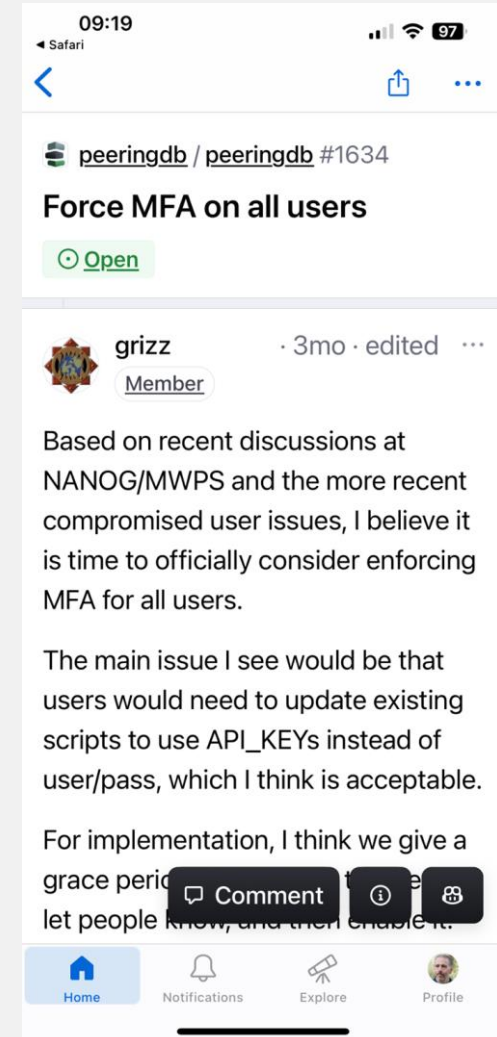 09:19
◀ Safari
97
peeringdb / peeringdb #1634
Force MFA on all users
Open
grizz · 3mo · edited ...
Member
Based on recent discussions at
NANOG/MWPS and the more recent
compromised user issues, I believe it
is time to officially consider enforcing
MFA for all users.
The main issue I see would be that
users would need to update existing
scripts to use API_KEYs instead of
user/pass, which I think is acceptable.
For implementation, I think we give a
grace
Comment
let people know, and then enable it.
Home
Notifications
Explore
Profile